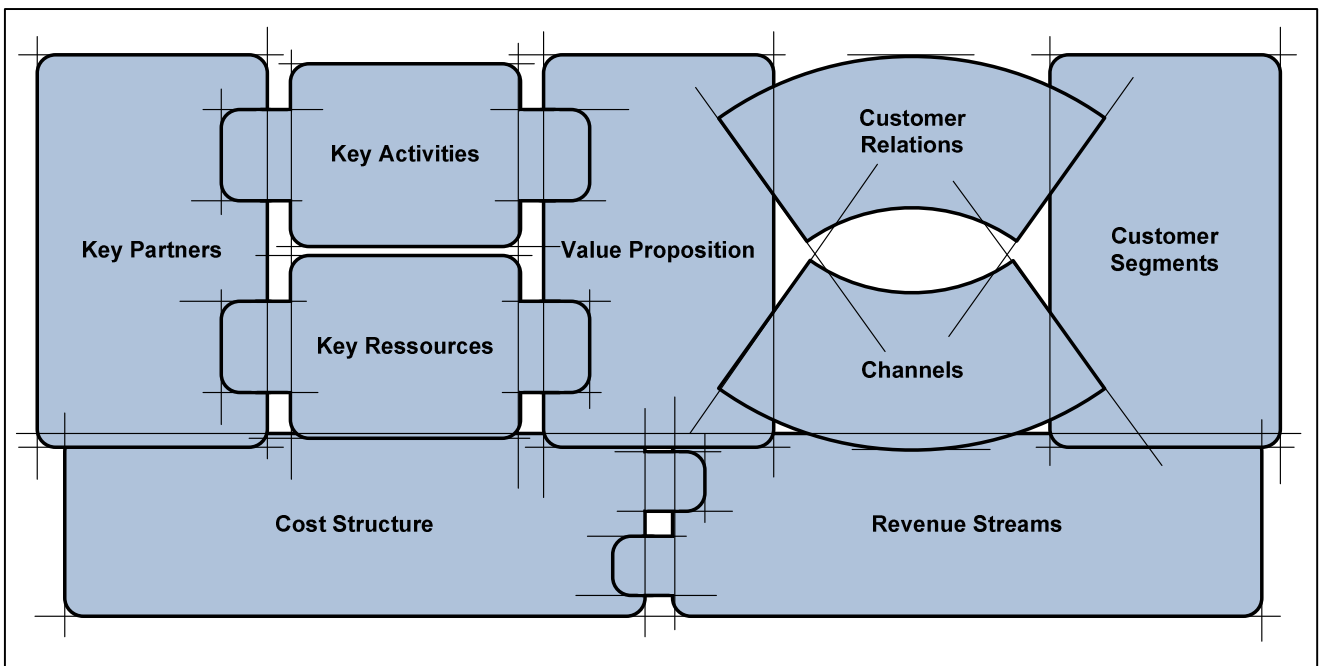 Key Partners
Key Activities
Key Ressources
Value Proposition
Customer
Relations
Channels
Customer
Segments
Cost Structure
Revenue Streams